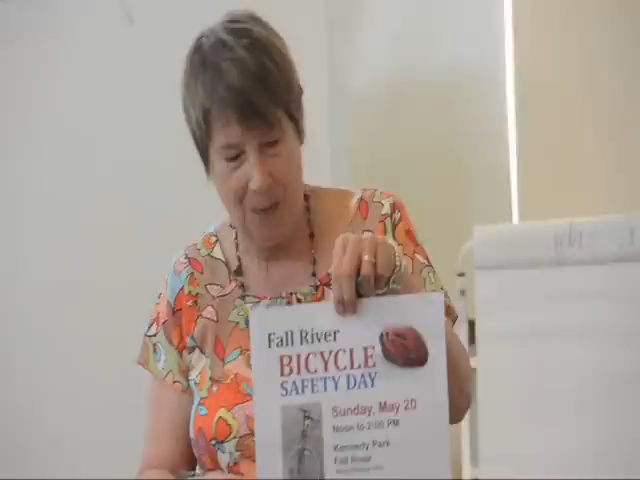 Fall River
BICYCLE
SAFETY DAY
Sunday, May 20
Noon to 2:00 PM
Kennedy Park
Fall River